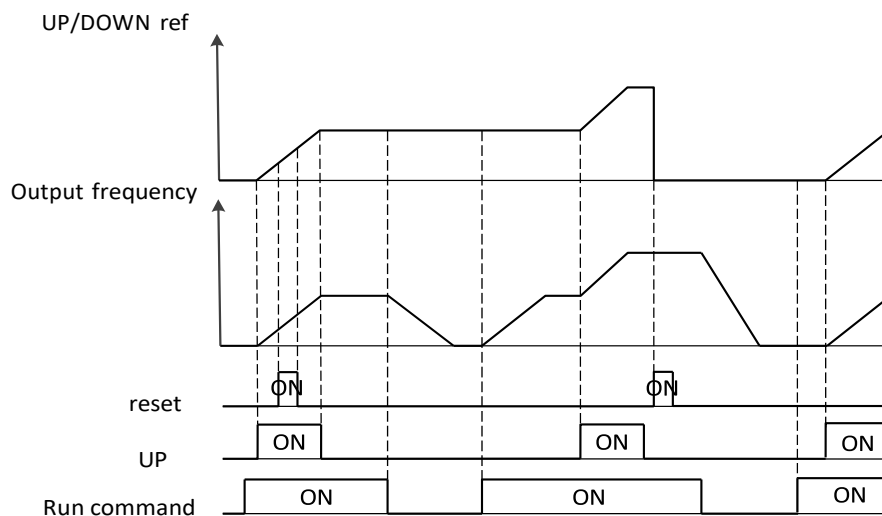 UP/DOWN ref
Output frequency
reset
ON
ON
UP
ON
ON
ON
Run command
ON
ON
ON